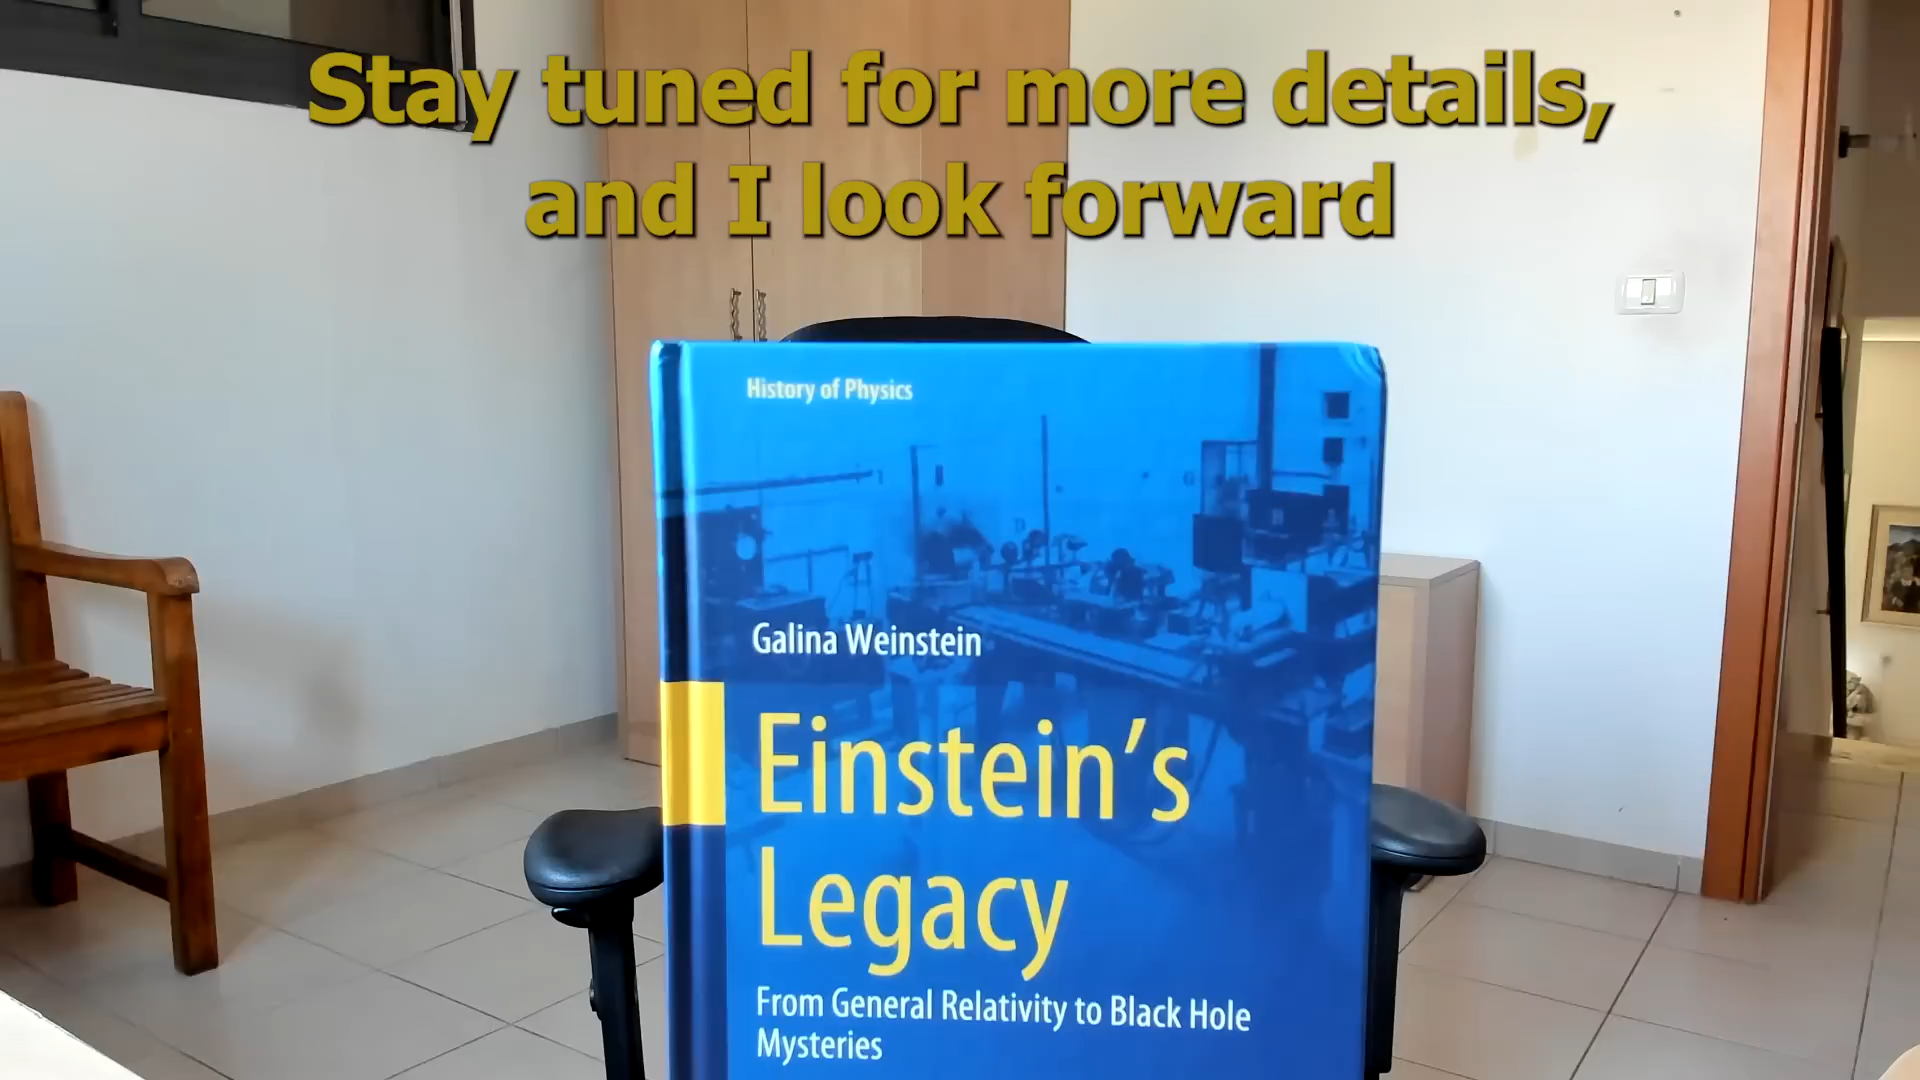 Stay tuned for more details,
and I look forward
History of Physics
Galina Weinstein
Einstein's
Legacy
From General Relativity to Black Hole
Mysteries